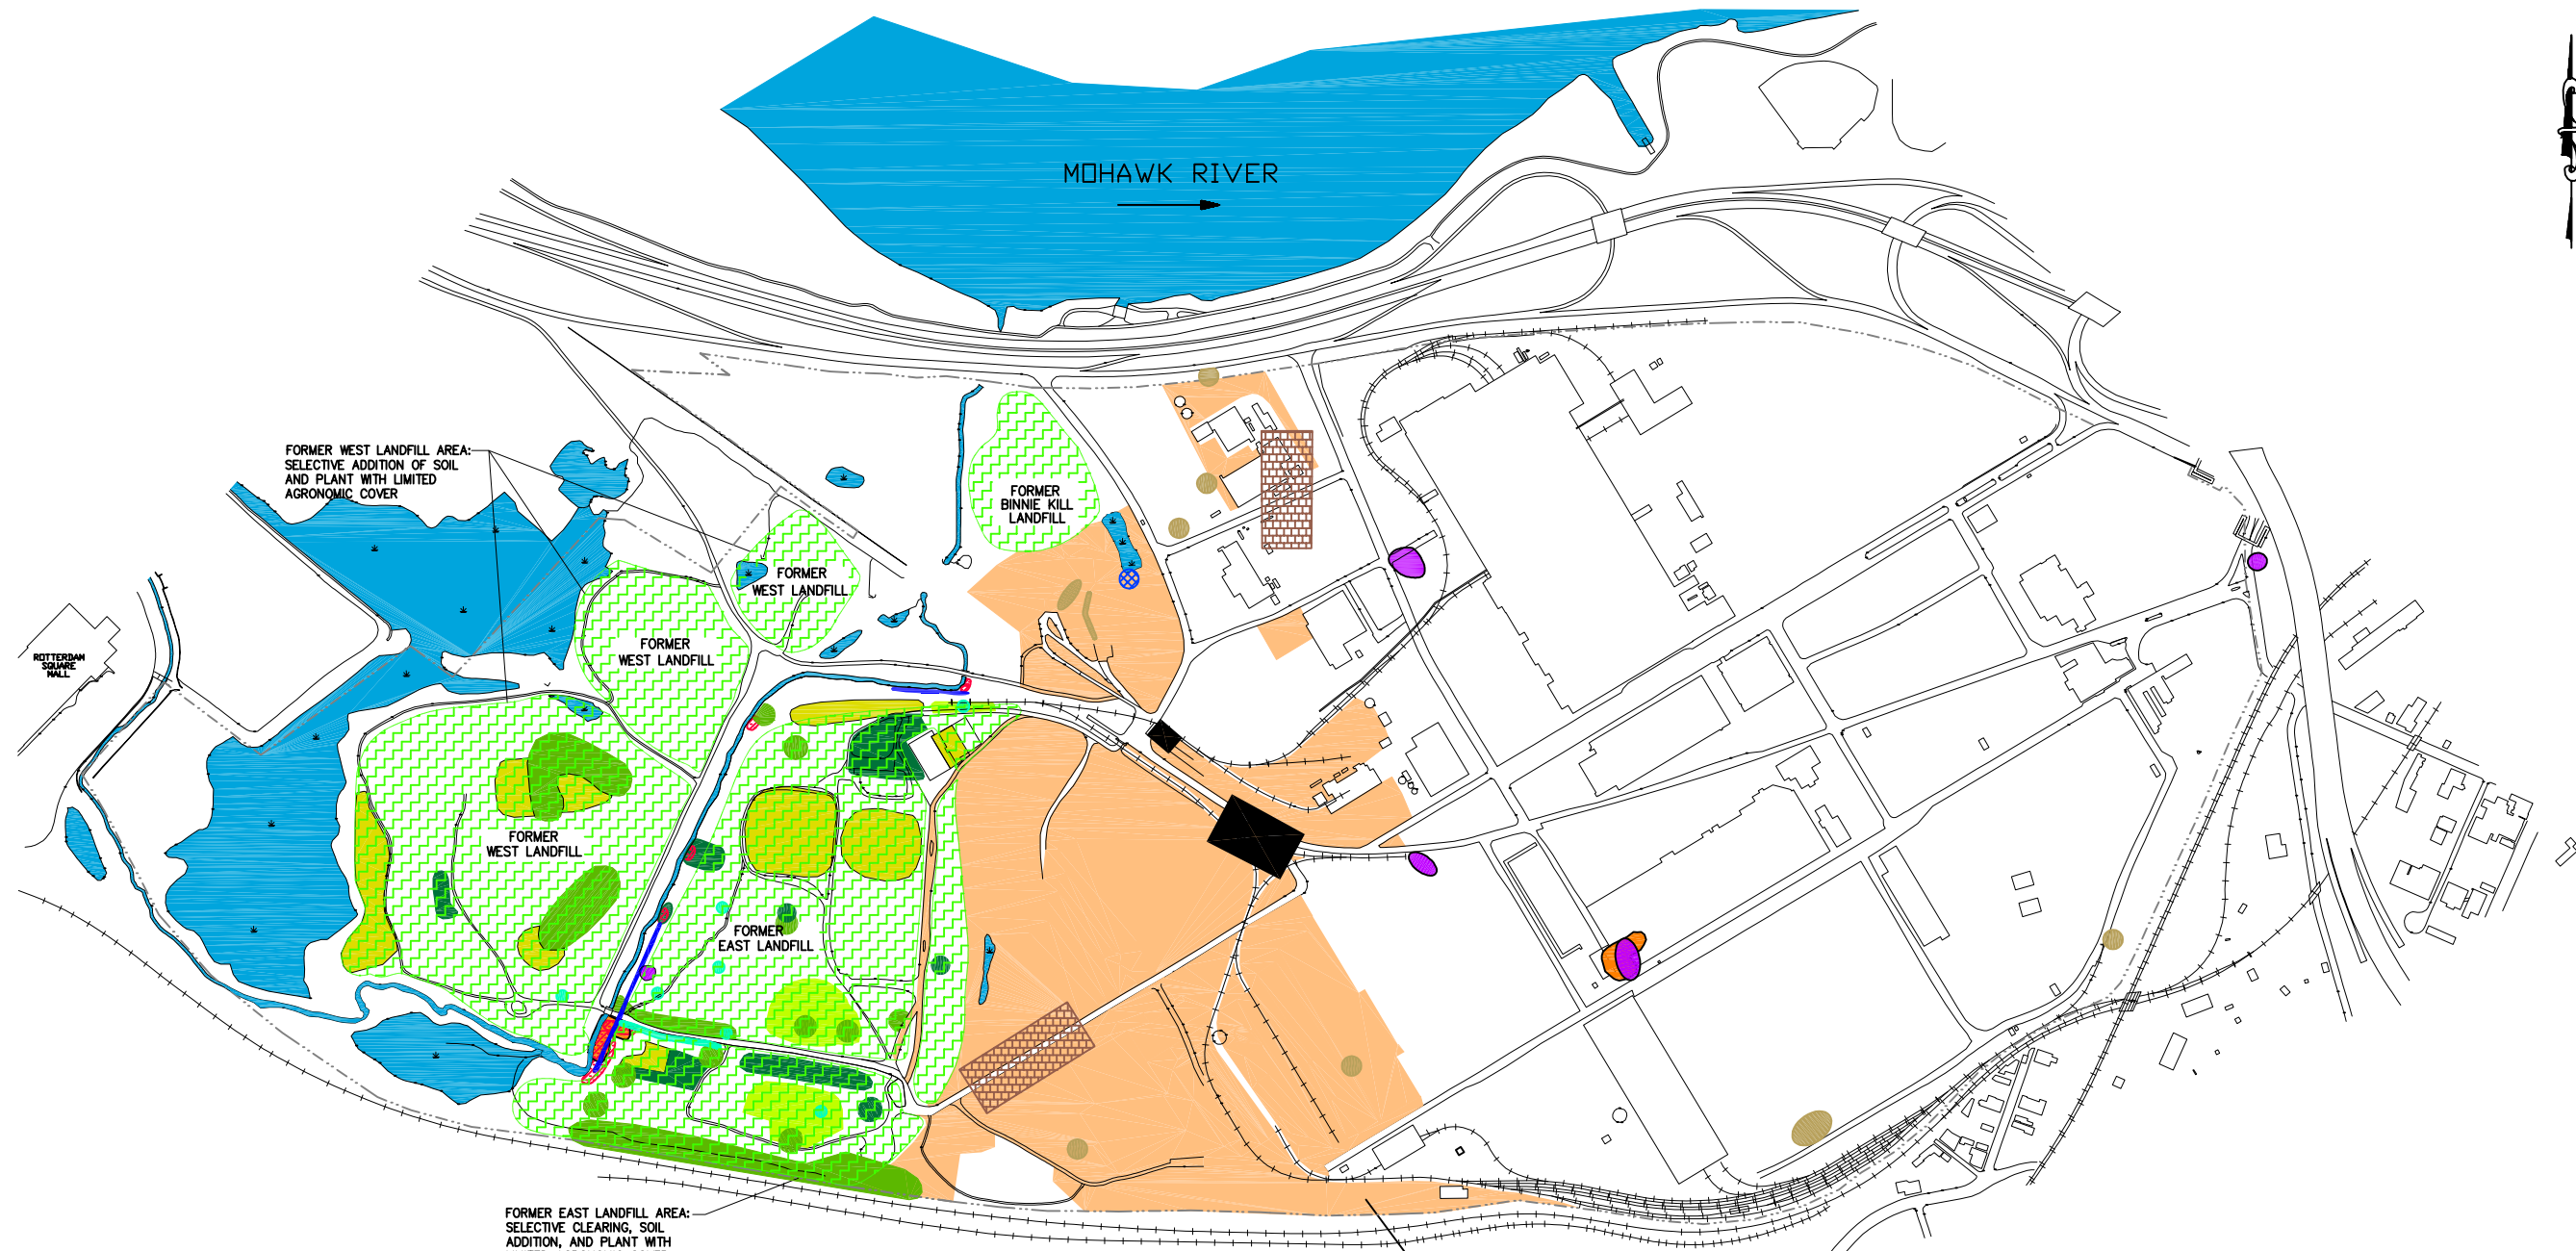 MOHAWK RIVER
FORMER WEST LANDFILL AREA:
SELECTIVE ADDITION OF SOIL
AND PLANT WITH LIMITED
AGRONOMIC COVER
FORMER
BINNIE KILL
LANDFILL
FORMER
WEST LANDFILL
FORMER
WEST LANDFILL
ROTTERDAM
SQUARE
MALL
FORMER
WEST LANDFILL
FORMER
EAST LANDFILL
FORMER EAST LANDFILL AREA:
SELECTIVE CLEARING, SOIL
ADDITION, AND PLANT WITH